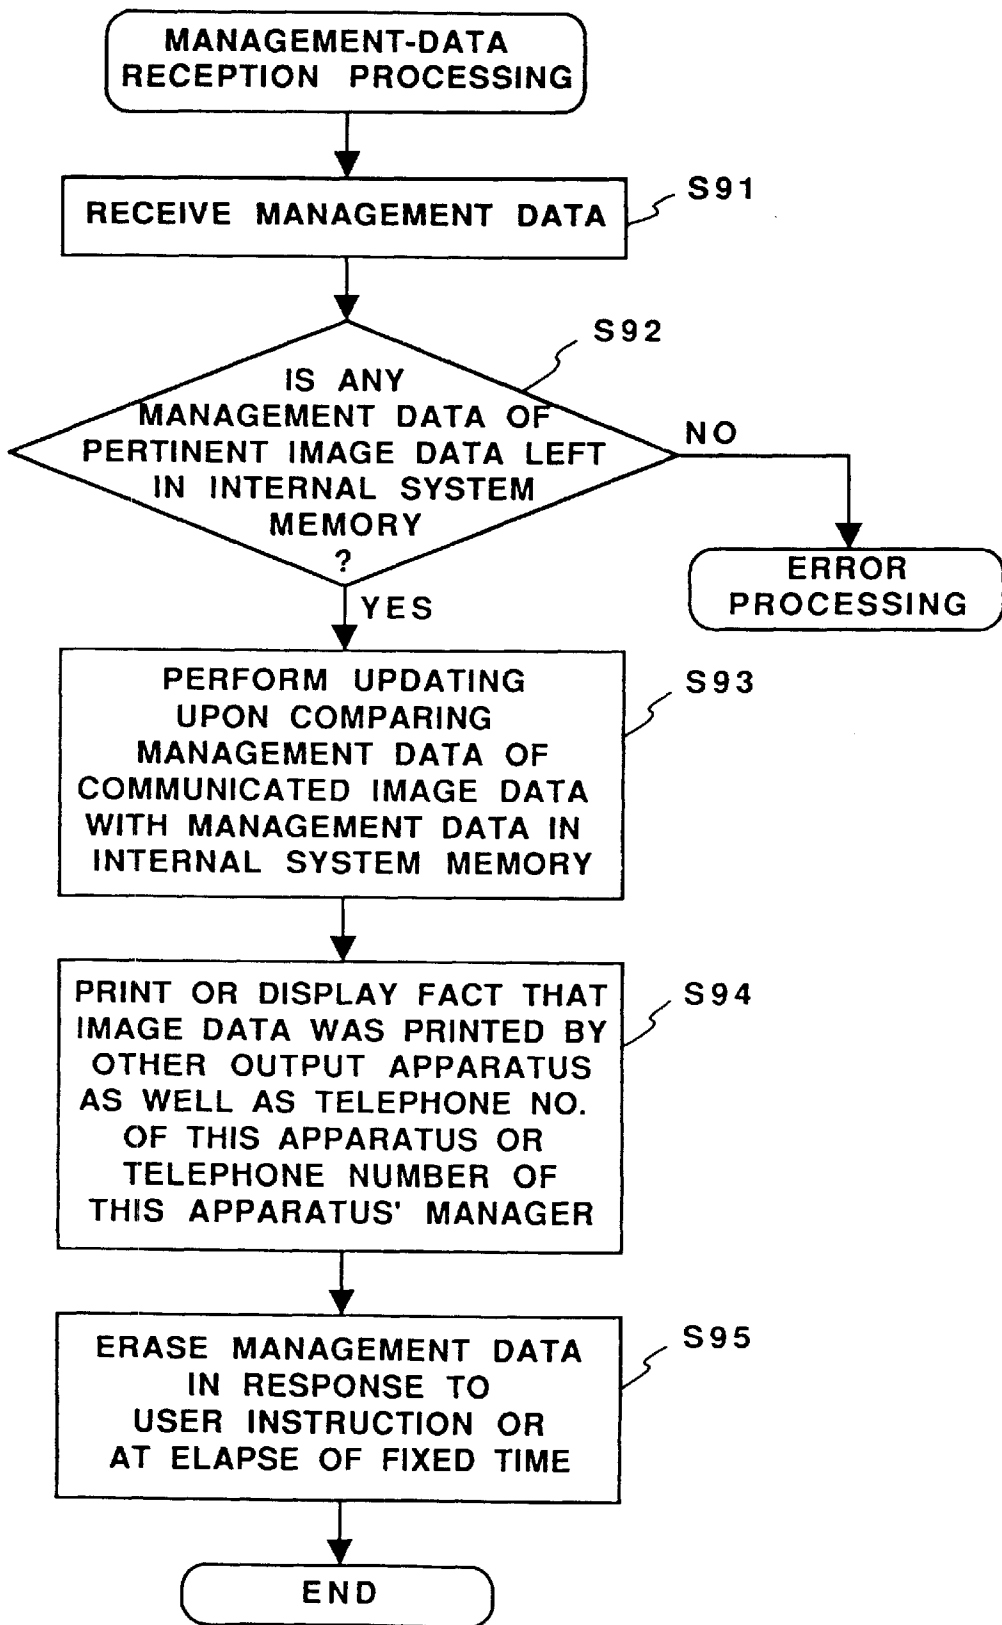 MANAGEMENT-DATA
RECEPTION PROCESSING
S91
RECEIVE MANAGEMENT DATA
S92
IS ANY
MANAGEMENT DATA OF
PERTINENT IMAGE DATA LEFT
IN INTERNAL SYSTEM
MEMORY
?
NO
ERROR
PROCESSING
YES
S93
PERFORM UPDATING
UPON COMPARING
MANAGEMENT DATA OF
COMMUNICATED IMAGE DATA
WITH MANAGEMENT DATA IN
INTERNAL SYSTEM MEMORY
S94
PRINT OR DISPLAY FACT THAT
IMAGE DATA WAS PRINTED BY
OTHER OUTPUT APPARATUS
AS WELL AS TELEPHONE NO.
OF THIS APPARATUS OR
TELEPHONE NUMBER OF
THIS APPARATUS' MANAGER
S95
ERASE MANAGEMENT DATA
IN RESPONSE TO
USER INSTRUCTION OR
AT ELAPSE OF FIXED TIME
END